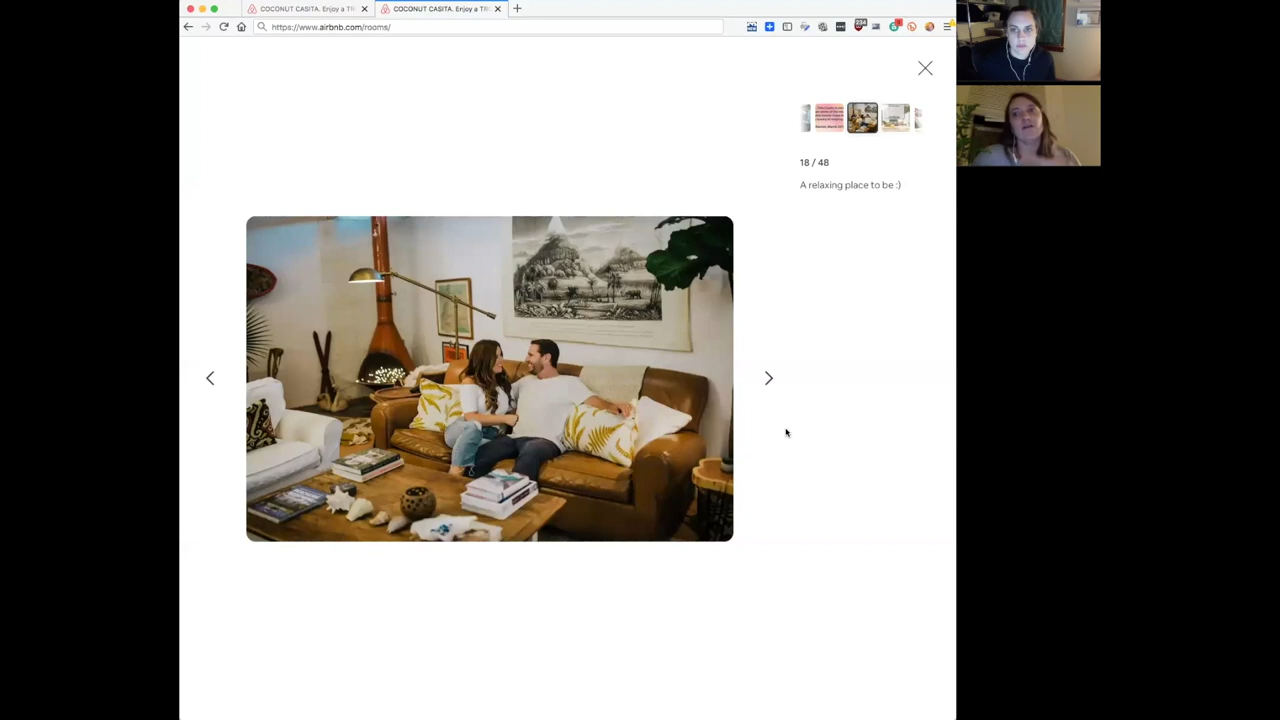 COCONUT CASITA. Enjoy a TR
COCONUT CASITA. Enjoy a TR
https://www.airbnb.com/rooms/
234
18 / 48
A relaxing place to be :)